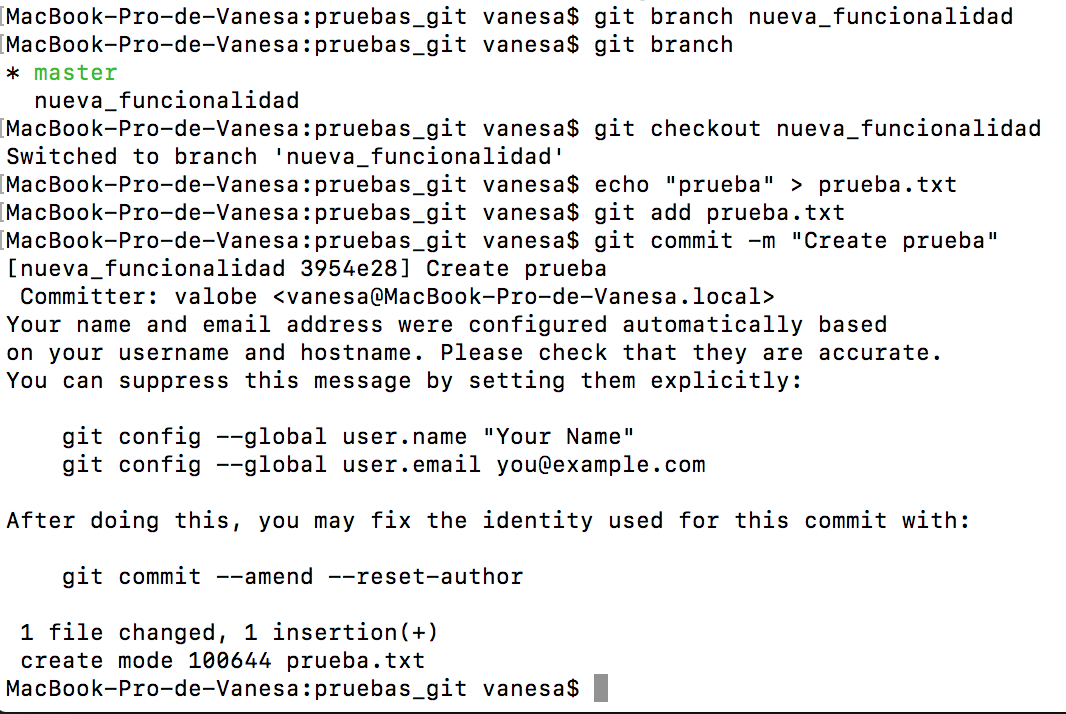 [MacBook-Pro-de-Vanesa:pruebas_git vanesa$ git branch nueva_funcionalidad
[MacBook-Pro-de-Vanesa:pruebas_git vanesa$ git branch
* master
  nueva_funcionalidad
[MacBook-Pro-de-Vanesa:pruebas_git vanesa$ git checkout nueva_funcionalidad
Switched to branch 'nueva_funcionalidad'
[MacBook-Pro-de-Vanesa:pruebas_git vanesa$ echo "prueba" > prueba.txt
[MacBook-Pro-de-Vanesa:pruebas_git vanesa$ git add prueba.txt
[MacBook-Pro-de-Vanesa:pruebas_git vanesa$ git commit -m "Create prueba"
[nueva_funcionalidad 3954e28] Create prueba
 Committer: valobe <vanesa@MacBook-Pro-de-Vanesa.local>
Your name and email address were configured automatically based
on your username and hostname. Please check that they are accurate.
You can suppress this message by setting them explicitly:

    git config --global user.name "Your Name"
    git config --global user.email you@example.com

After doing this, you may fix the identity used for this commit with:

    git commit --amend --reset-author

 1 file changed, 1 insertion(+)
 create mode 100644 prueba.txt
MacBook-Pro-de-Vanesa:pruebas_git vanesa$